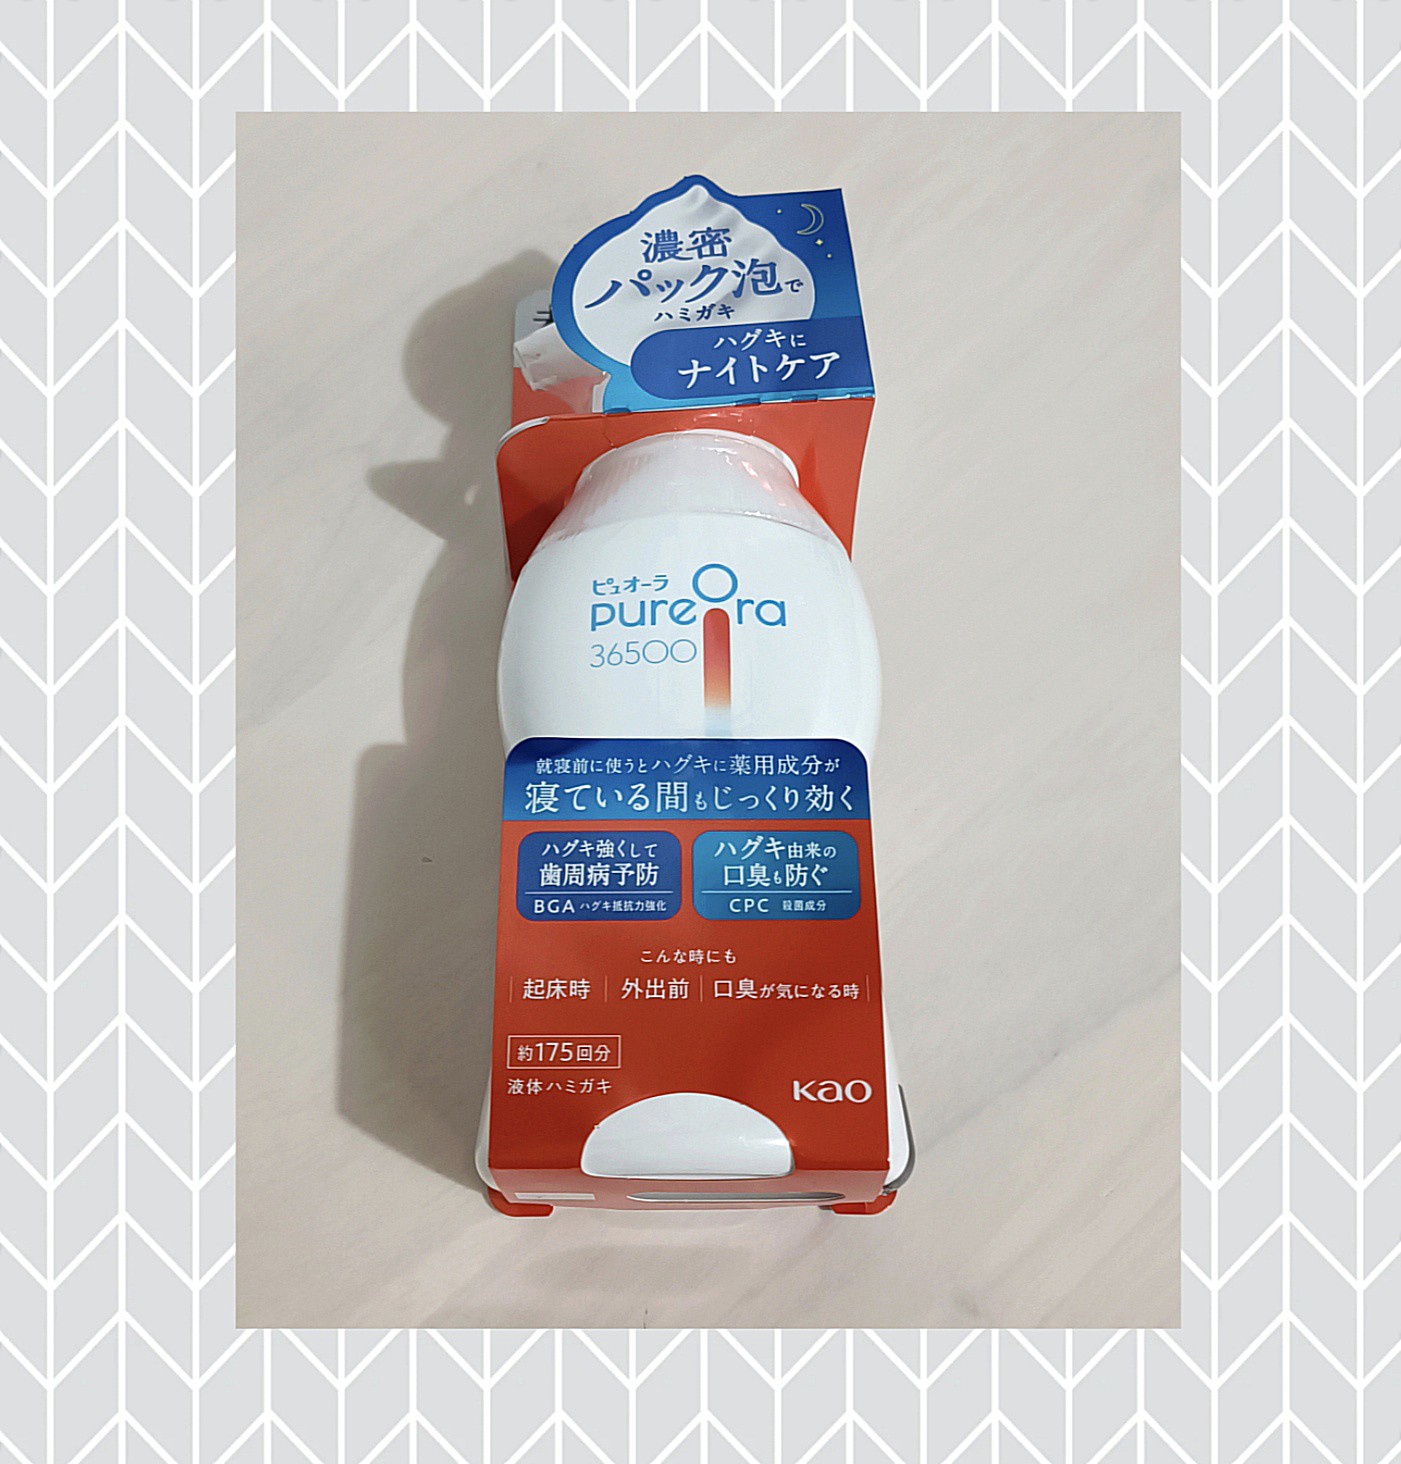 濃密
パック泡で
ハミガキ
ハグキに
ナイトケア
ピュオーラ
pureOra
36500
就寝前に使うとハグキに薬用成分が
寝ている間もじっくり効く
ハグキ強くして
歯周病予防
BGA ハグキ抵抗力強化
ハグキ由来の
口臭も防ぐ
CPC 殺菌成分
こんな時にも
起床時 外出前 口臭が気になる時
約175回分
液体ハミガキ
Kao